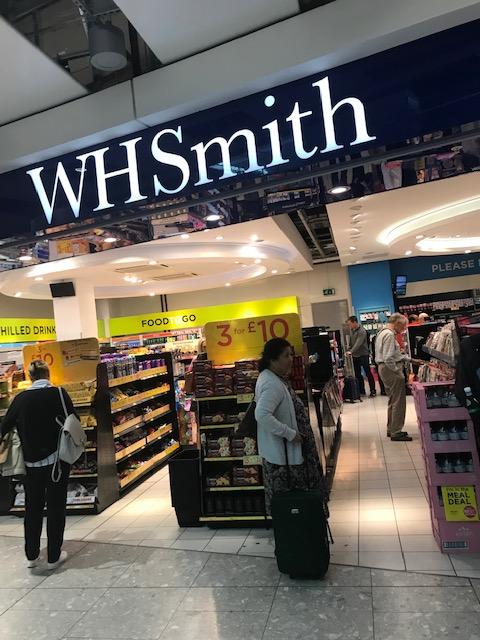 WHSmith
PLEASE
HILLED DRINK
FOOD TO GO
3 for £10
£10
MEAL
DEAL